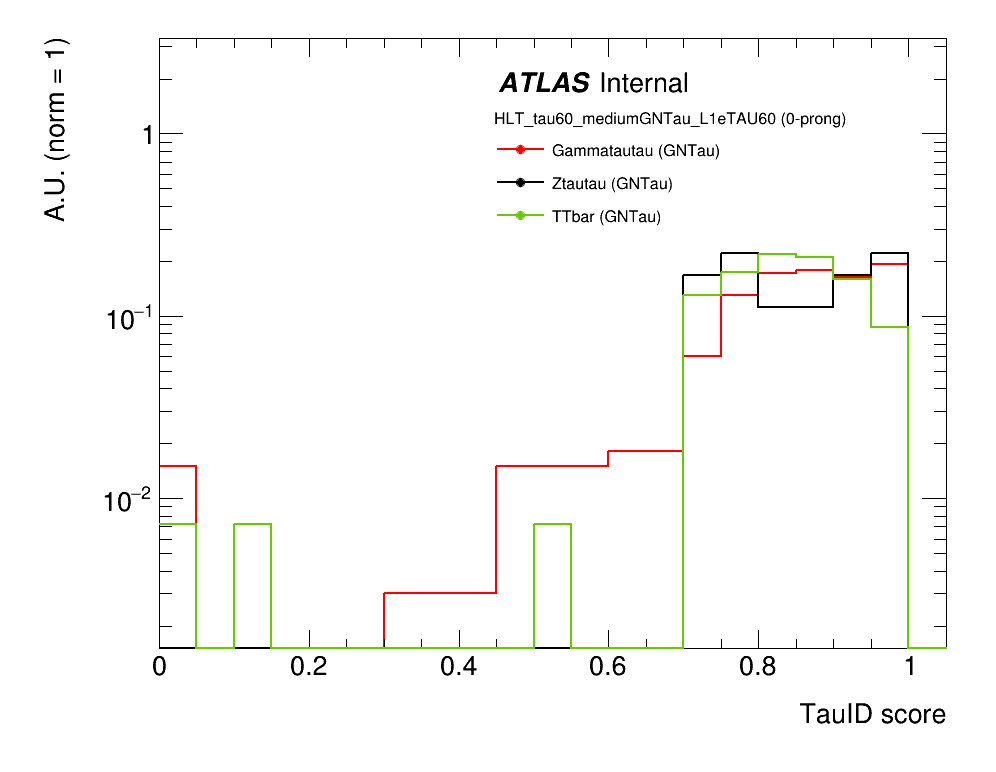 A.U. (norm = 1)
ATLAS Internal
HLT_tau60_mediumGNTau_L1eTAU60 (0-prong)
Gammatautau (GNTau)
Ztautau (GNTau)
TTbar (GNTau)
1
10⁻¹
10⁻²
0 0.2 0.4 0.6 0.8 1
TauID score